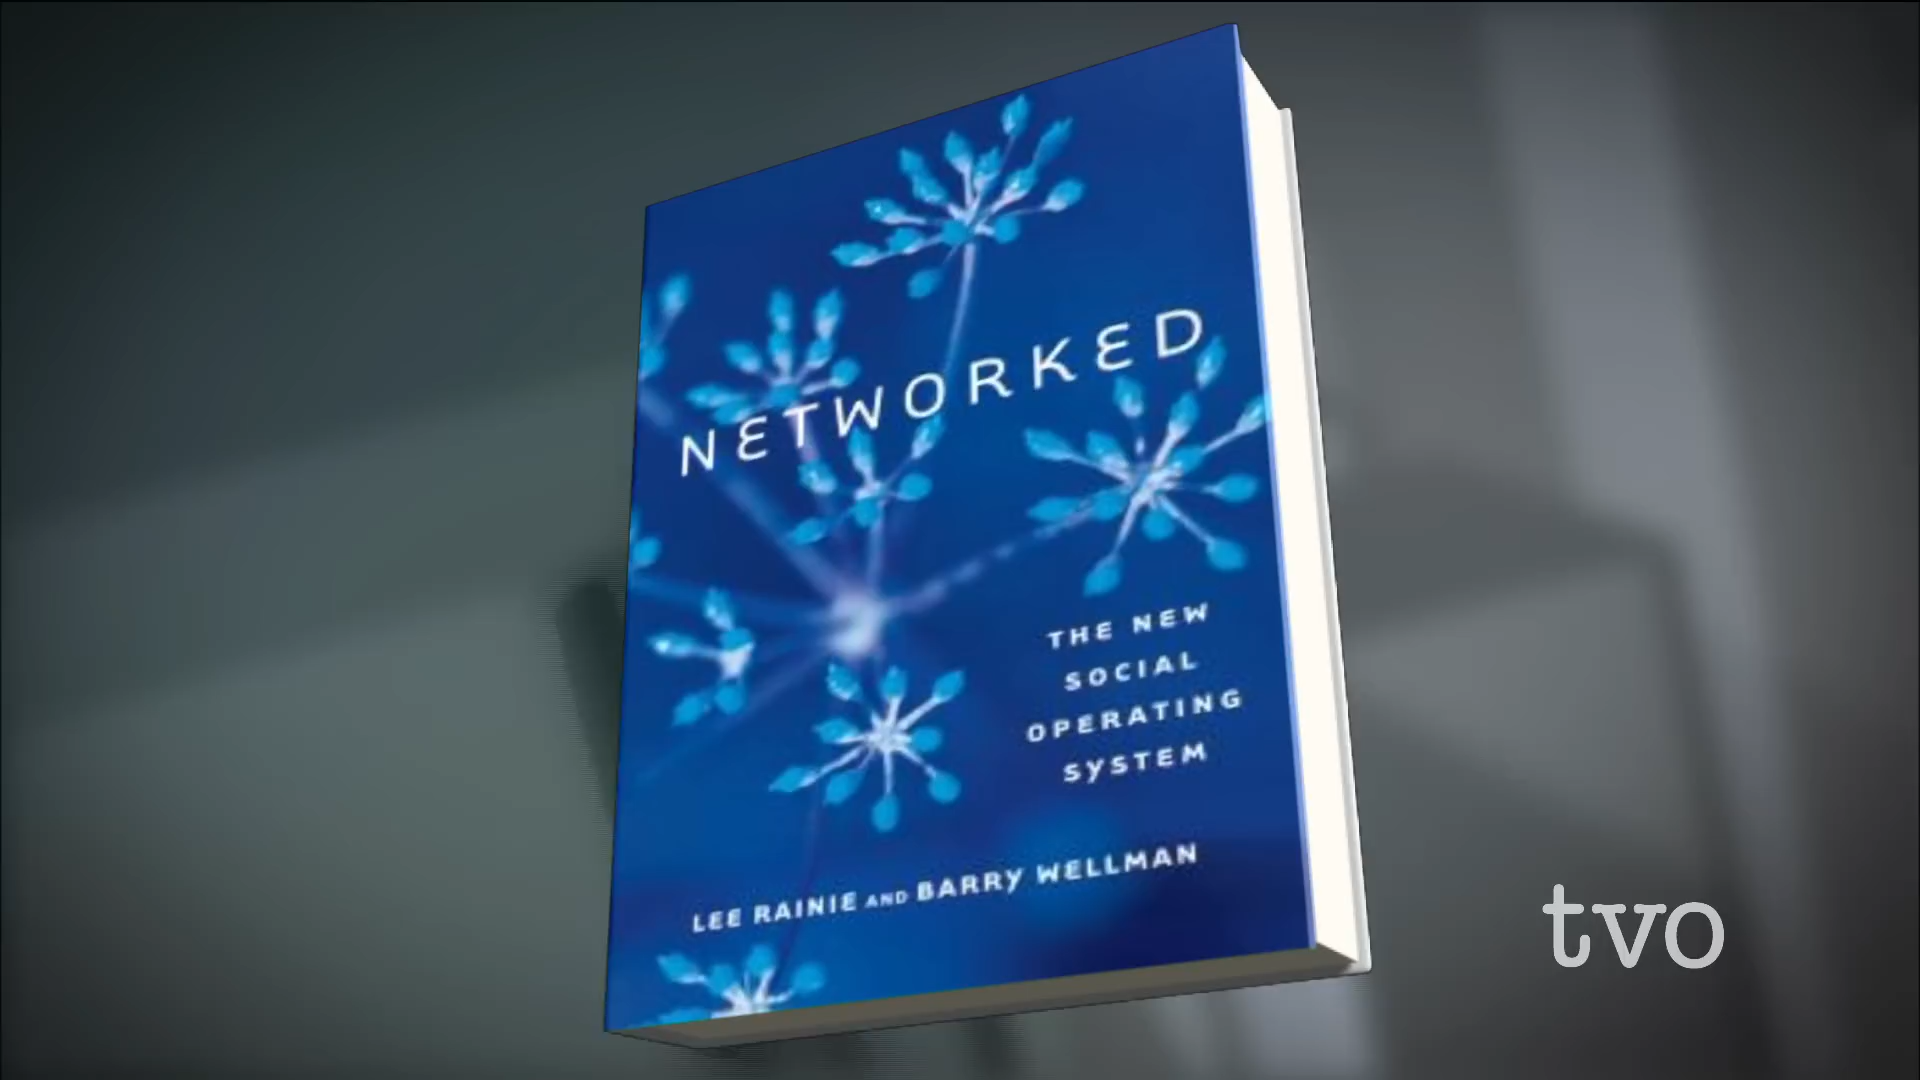 NETWORKED
THE NEW
SOCIAL
OPERATING
SYSTEM
LEE RAINIE AND BARRY WELLMAN
tvo